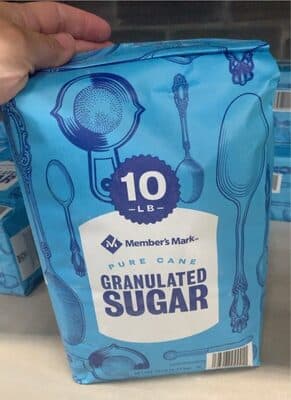 10
LB
Member's Mark
PURE CANE
GRANULATED
SUGAR